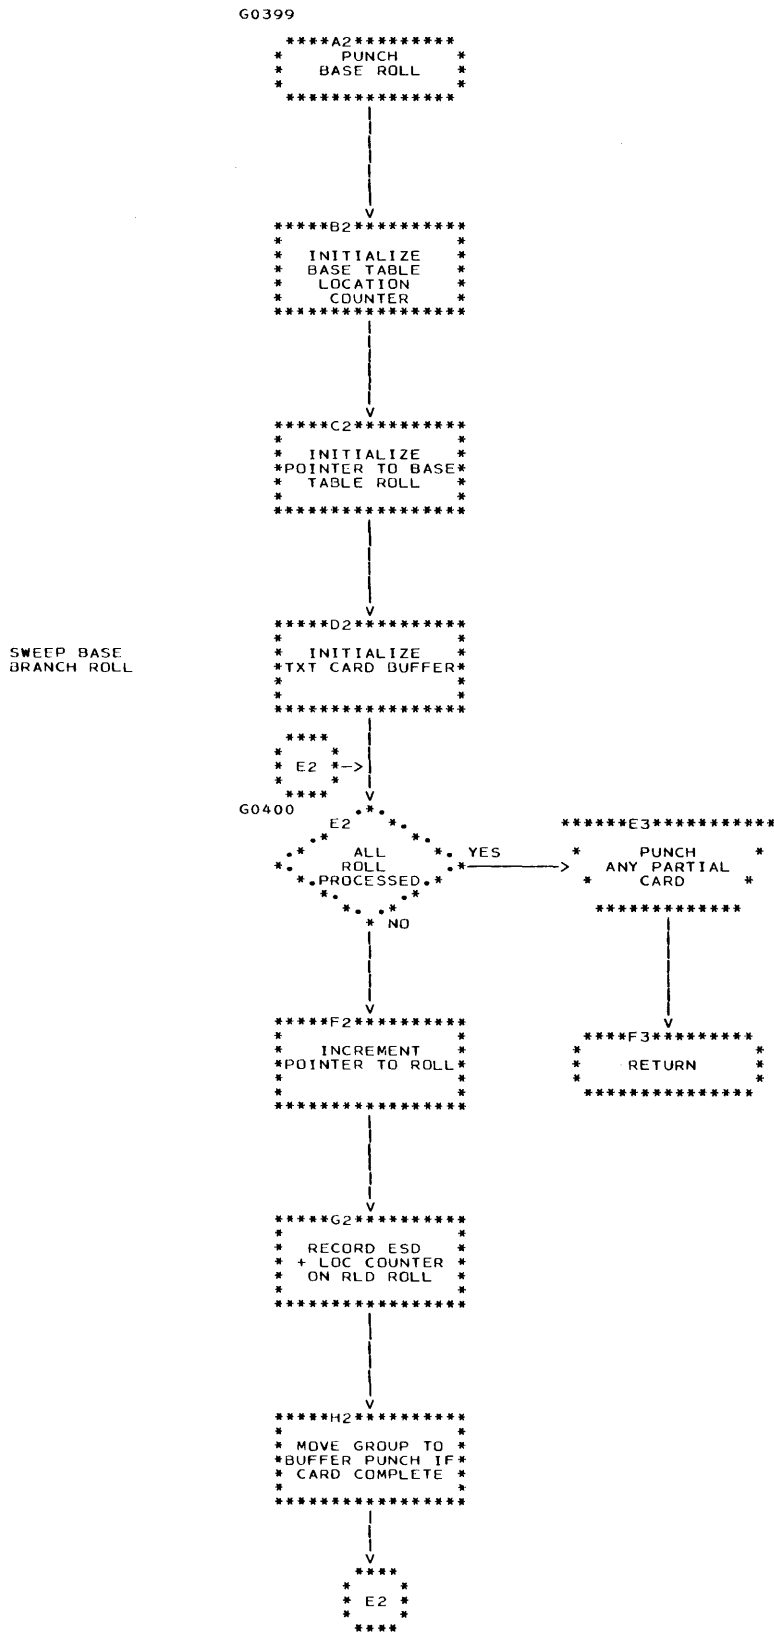 G0399
A2
PUNCH
BASE ROLL
B2
INITIALIZE
BASE TABLE
LOCATION
COUNTER
C2
INITIALIZE
POINTER TO BASE
TABLE ROLL
SWEEP BASE
BRANCH ROLL
D2
INITIALIZE
TXT CARD BUFFER
E2
G0400
E2
ALL
ROLL
PROCESSED
YES
NO
E3
PUNCH
ANY PARTIAL
CARD
F2
INCREMENT
POINTER TO ROLL
F3
RETURN
G2
RECORD ESD
+ LOC COUNTER
ON RLD ROLL
H2
MOVE GROUP TO
BUFFER PUNCH IF
CARD COMPLETE
E2